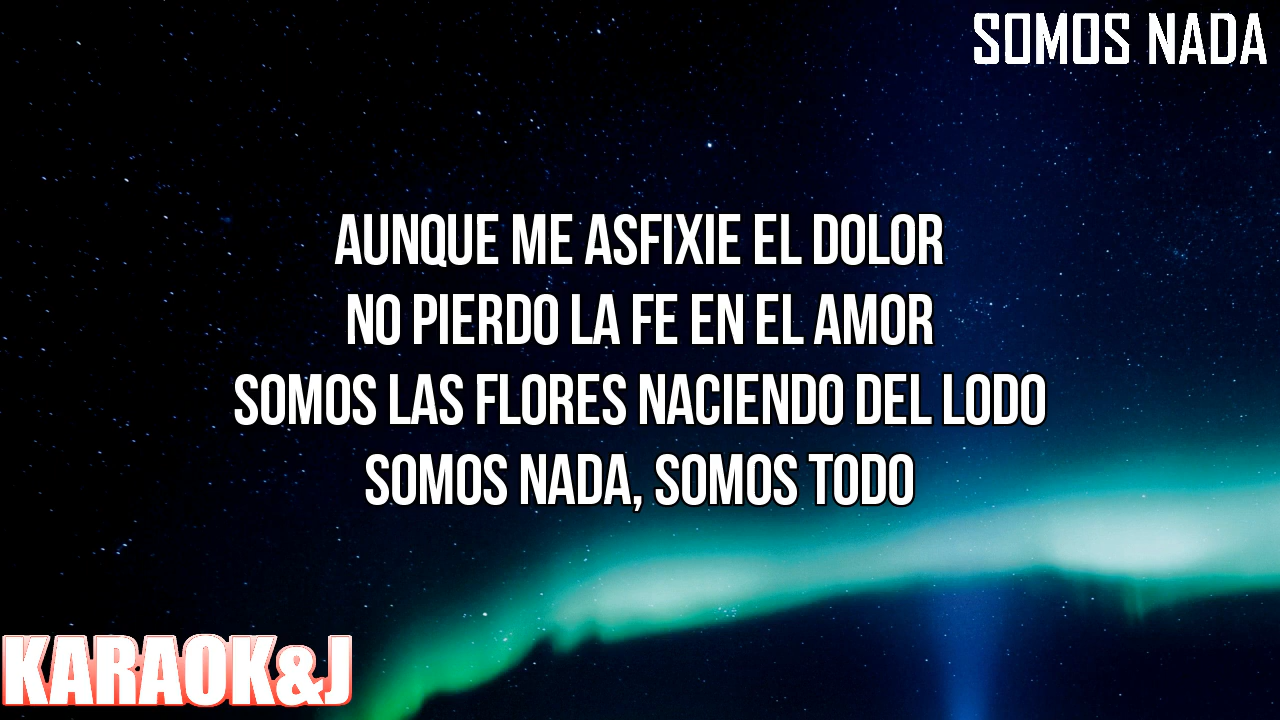 SOMOS NADA
AUNQUE ME ASFIXIE EL DOLOR
NO PIERDO LA FE EN EL AMOR
SOMOS LAS FLORES NACIENDO DEL LODO
SOMOS NADA, SOMOS TODO
KARAOK&J